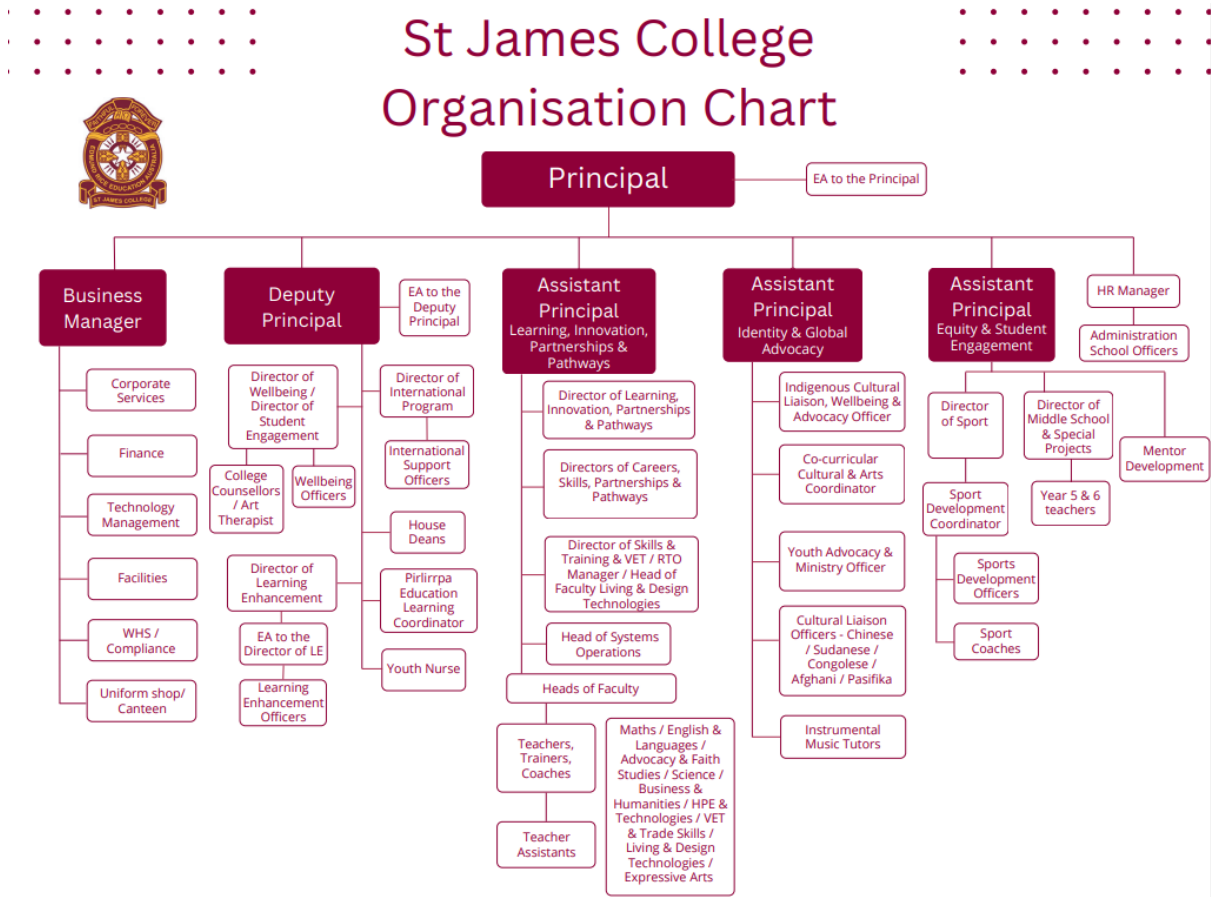 St James College
Organisation Chart
EDMUND RICE EDUCATION AUSTRALIA
ST JAMES COLLEGE
Principal
EA to the Principal
Business
Manager
Corporate
Services
Finance
Technology
Management
Facilities
WHS /
Compliance
Uniform shop/
Canteen
Deputy
Principal
EA to the
Deputy
Principal
Director of
Wellbeing /
Director of
Student
Engagement
College
Counsellors
/ Art
Therapist
Wellbeing
Officers
Director of
International
Program
International
Support
Officers
House
Deans
Director of
Learning
Enhancement
EA to the
Director of LE
Learning
Enhancement
Officers
Pirlirrpa
Education
Learning
Coordinator
Youth Nurse
Assistant
Principal
Learning, Innovation,
Partnerships &
Pathways
Director of Learning,
Innovation, Partnerships
& Pathways
Directors of Careers,
Skills, Partnerships &
Pathways
Director of Skills &
Training & VET / RTO
Manager / Head of
Faculty Living & Design
Technologies
Head of Systems
Operations
Heads of Faculty
Teachers,
Trainers,
Coaches
Teacher
Assistants
Maths / English &
Languages /
Advocacy & Faith
Studies / Science /
Business &
Humanities / HPE &
Technologies / VET
& Trade Skills /
Living & Design
Technologies /
Expressive Arts
Assistant
Principal
Identity & Global
Advocacy
Indigenous Cultural
Liaison, Wellbeing &
Advocacy Officer
Co-curricular
Cultural & Arts
Coordinator
Youth Advocacy &
Ministry Officer
Cultural Liaison
Officers - Chinese
/ Sudanese /
Congolese /
Afghani / Pasifika
Instrumental
Music Tutors
Assistant
Principal
Equity & Student
Engagement
Director
of Sport
Sport
Development
Coordinator
Sports
Development
Officers
Sport
Coaches
Director of
Middle School
& Special
Projects
Year 5 & 6
teachers
Mentor
Development
HR Manager
Administration
School Officers